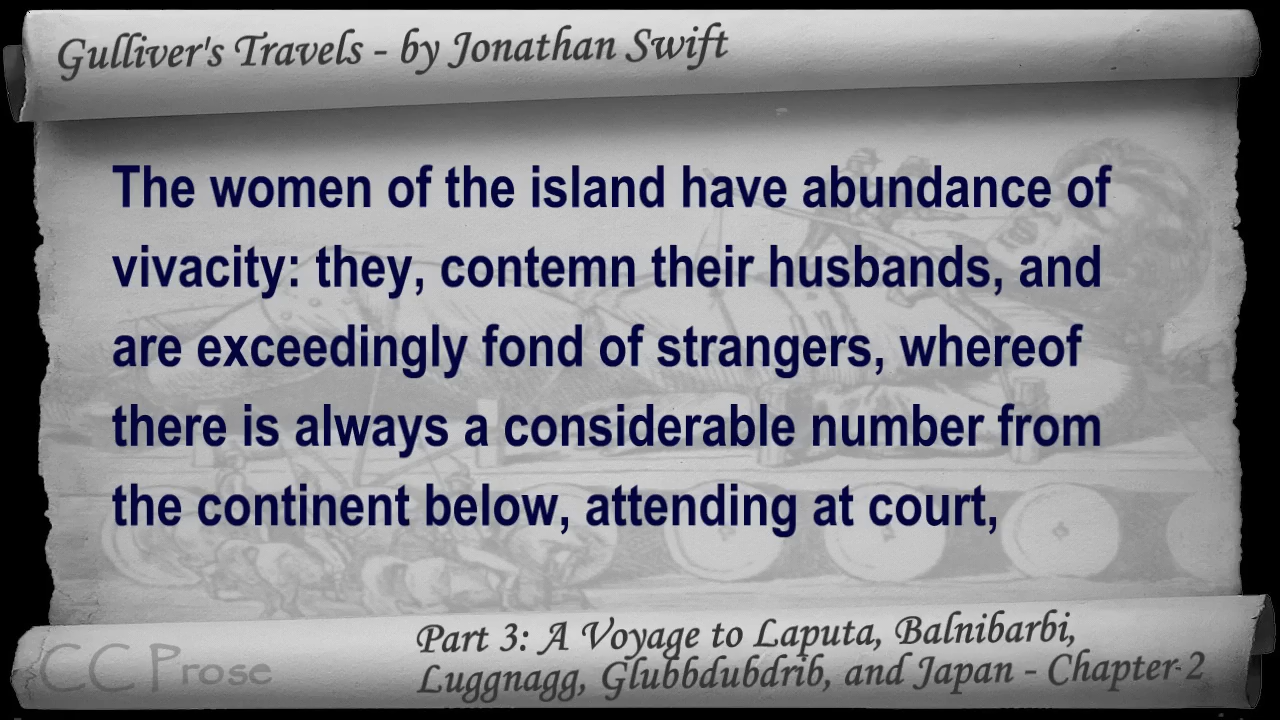 Gulliver's Travels - by Jonathan Swift
The women of the island have abundance of
vivacity: they, contemn their husbands, and
are exceedingly fond of strangers, whereof
there is always a considerable number from
the continent below, attending at court,
Part 3: A Voyage to Laputa, Balnibarbi,
Luggnagg, Glubbdubdrib, and Japan - Chapter 2
CC Prose